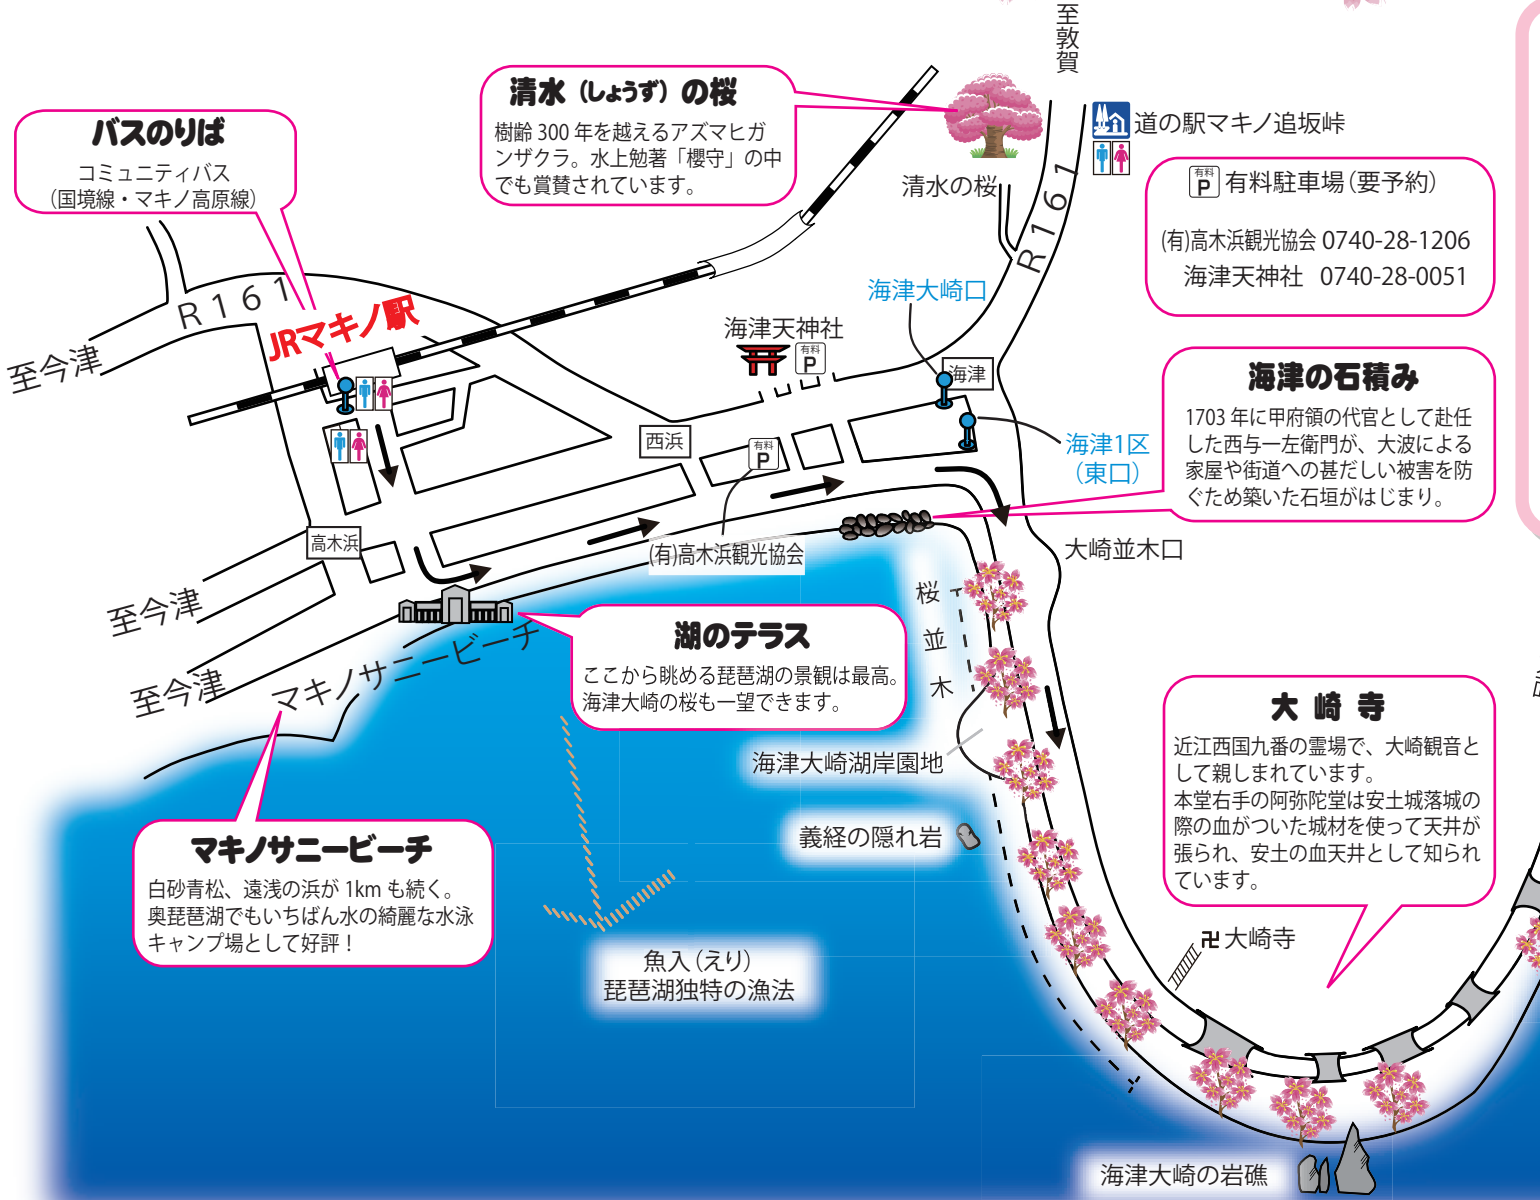 至敦賀
清水（しょうず）の桜
樹齢 300 年を越えるアズマヒガ
ンザクラ。水上勉著「櫻守」の中
でも賞賛されています。
バスのりば
コミュニティバス
（国境線・マキノ高原線）
道の駅マキノ追坂峠
清水の桜
R161
有料
P
有料駐車場（要予約）
(有)高木浜観光協会 0740-28-1206
海津天神社 0740-28-0051
R161
JRマキノ駅
至今津
海津大崎口
海津天神社
有料
P
海津
海津の石積み
1703 年に甲府領の代官として赴任
した西与一左衛門が、大波による
家屋や街道への甚だしい被害を防
ぐため築いた石垣がはじまり。
西浜
有料
P
海津1区
（東口）
高木浜
(有)高木浜観光協会
大崎並木口
至今津
至今津
桜並木
湖のテラス
ここから眺める琵琶湖の景観は最高。
海津大崎の桜も一望できます。
マキノサニービーチ
海津大崎湖岸園地
大崎寺
近江西国九番の霊場で、大崎観音と
して親しまれています。
本堂右手の阿弥陀堂は安土城落城の
際の血がついた城材を使って天井が
張られ、安土の血天井として知られ
ています。
義経の隠れ岩
マキノサニービーチ
白砂青松、遠浅の浜が 1km も続く。
奥琵琶湖でもいちばん水の綺麗な水泳
キャンプ場として好評！
卍大崎寺
魚入（えり）
琵琶湖独特の漁法
海津大崎の岩礁